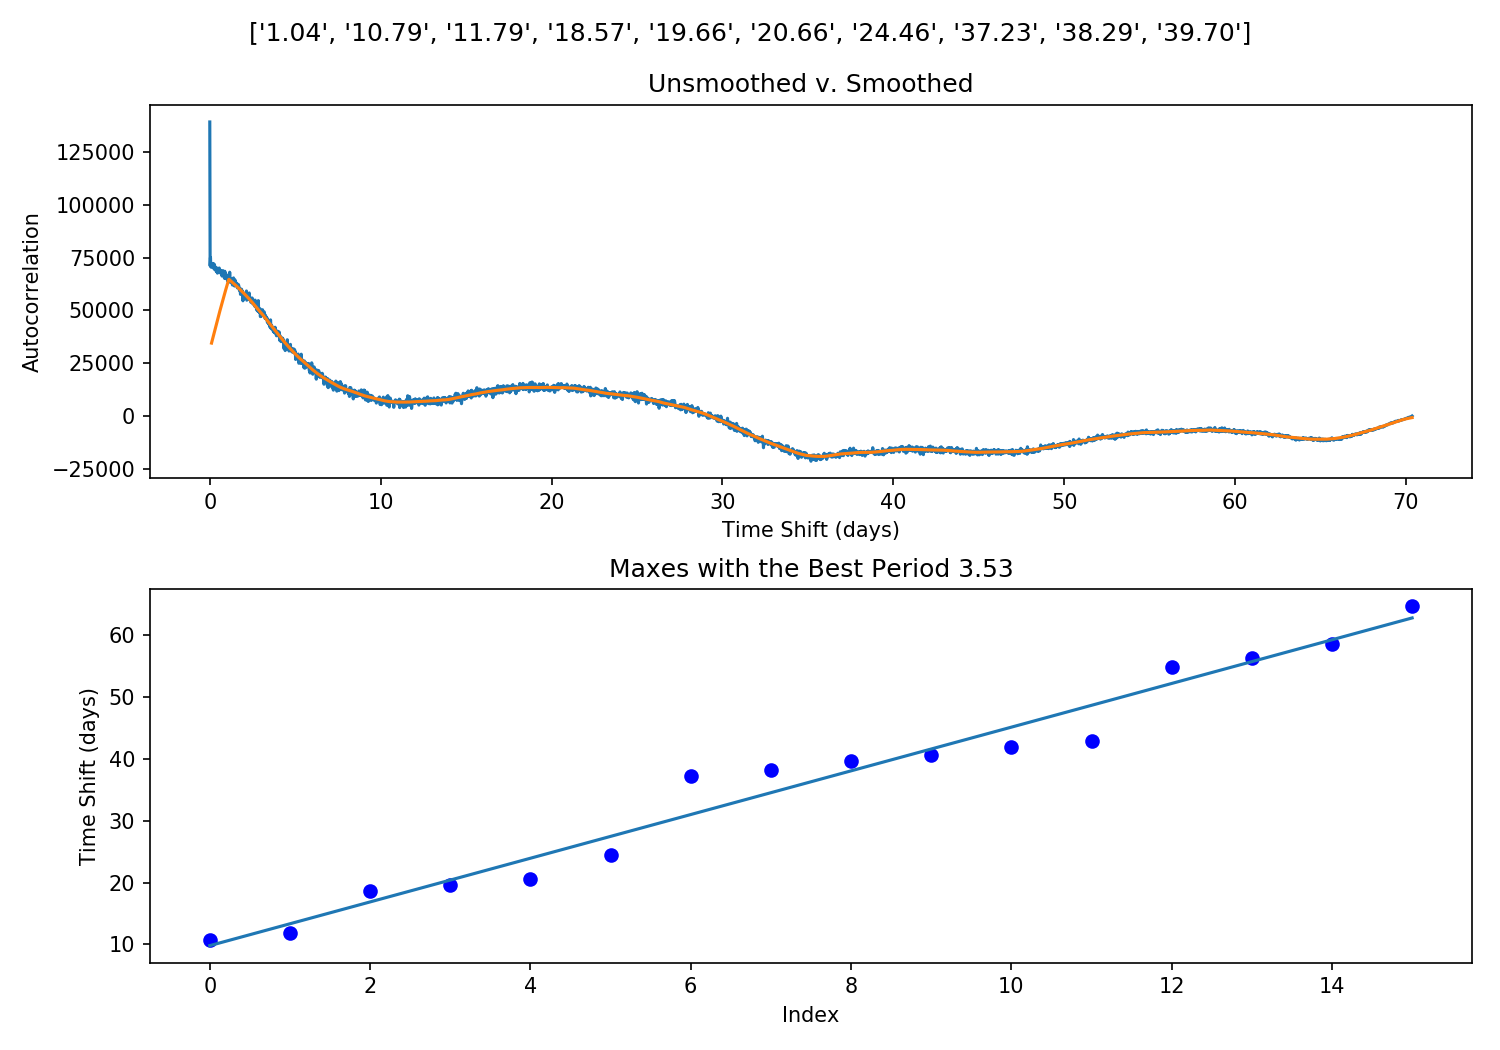 ['1.04', '10.79', '11.79', '18.57', '19.66', '20.66', '24.46', '37.23', '38.29', '39.70']
Unsmoothed v. Smoothed
125000
100000
75000
50000
25000
0
−25000
Autocorrelation
0 10 20 30 40 50 60 70
Time Shift (days)
Maxes with the Best Period 3.53
60
50
40
30
20
10
Time Shift (days)
0 2 4 6 8 10 12 14
Index